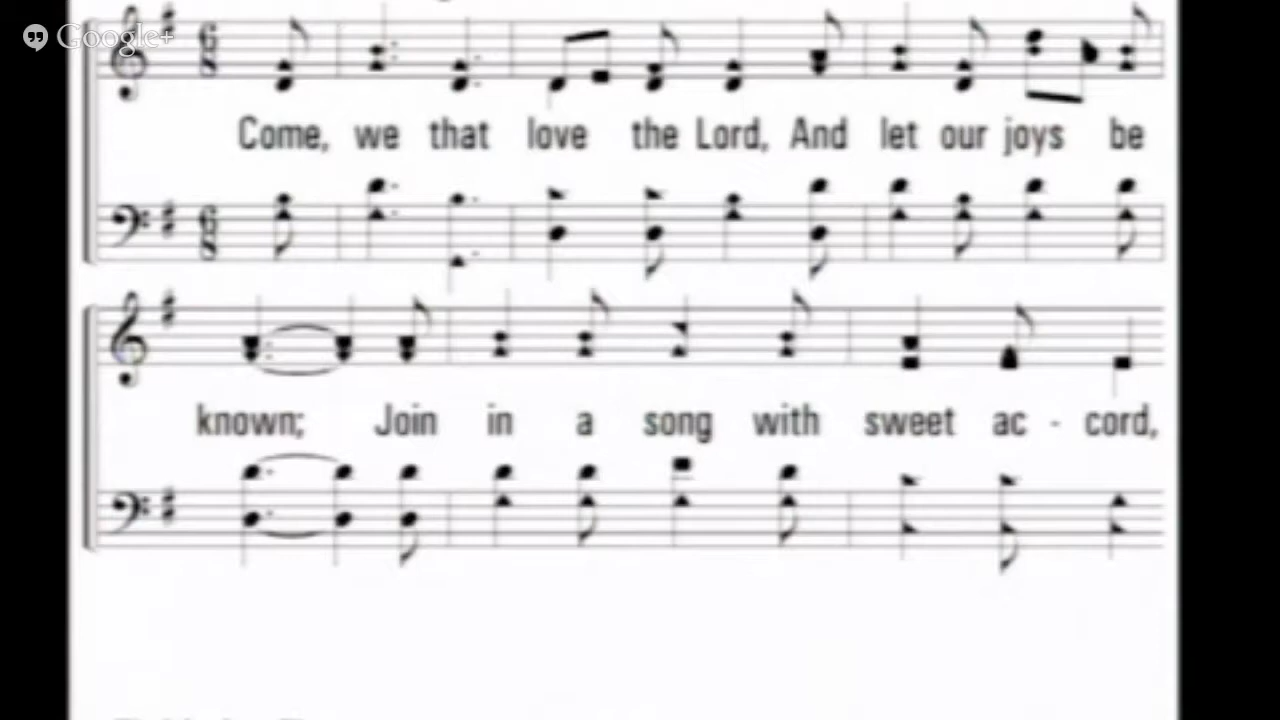 Google+
Come, we that love the Lord, And let our joys be
known; Join in a song with sweet ac - cord,